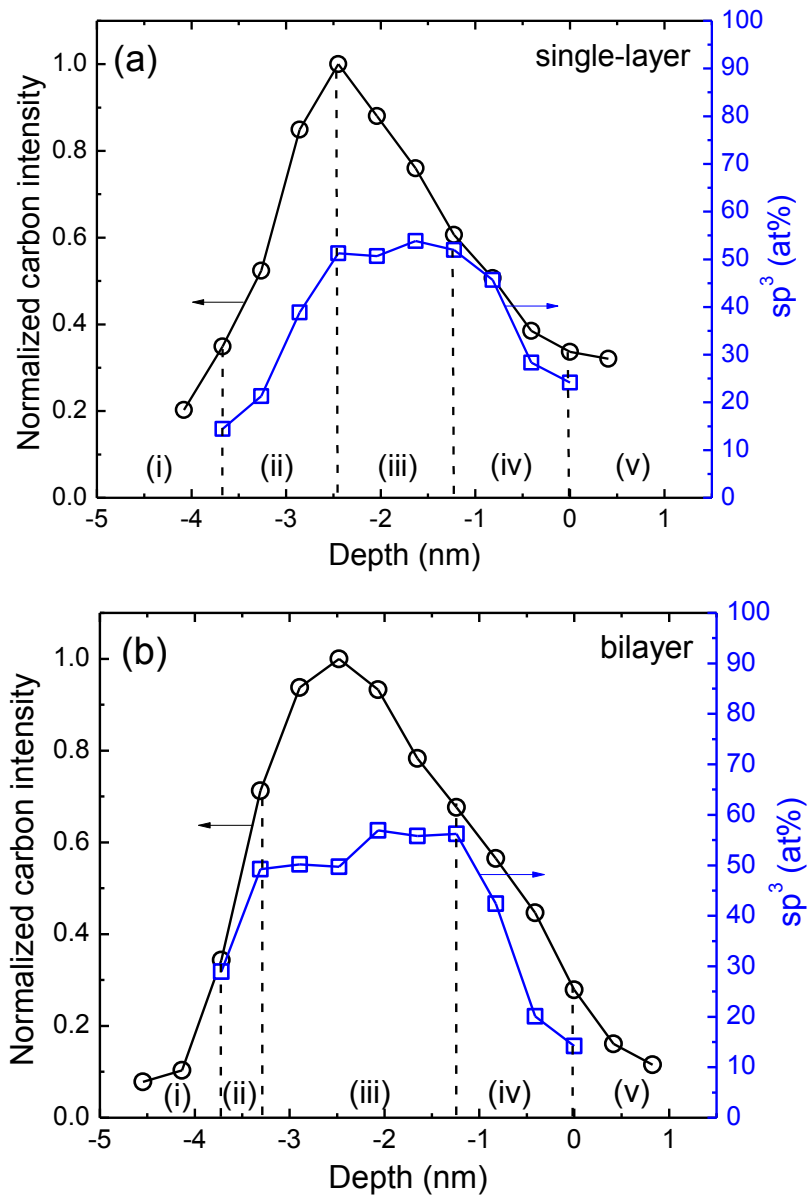 (a)
single-layer
Normalized carbon intensity
1.0
0.8
0.6
0.4
0.2
0.0
100
90
80
70
60
50
40
30
20
10
0
sp³ (at%)
(i)
(ii)
(iii)
(iv)
(v)
-5 -4 -3 -2 -1 0 1
Depth (nm)
(b)
bilayer
Normalized carbon intensity
1.0
0.8
0.6
0.4
0.2
0.0
100
90
80
70
60
50
40
30
20
10
0
sp³ (at%)
(i)
(ii)
(iii)
(iv)
(v)
-5 -4 -3 -2 -1 0 1
Depth (nm)